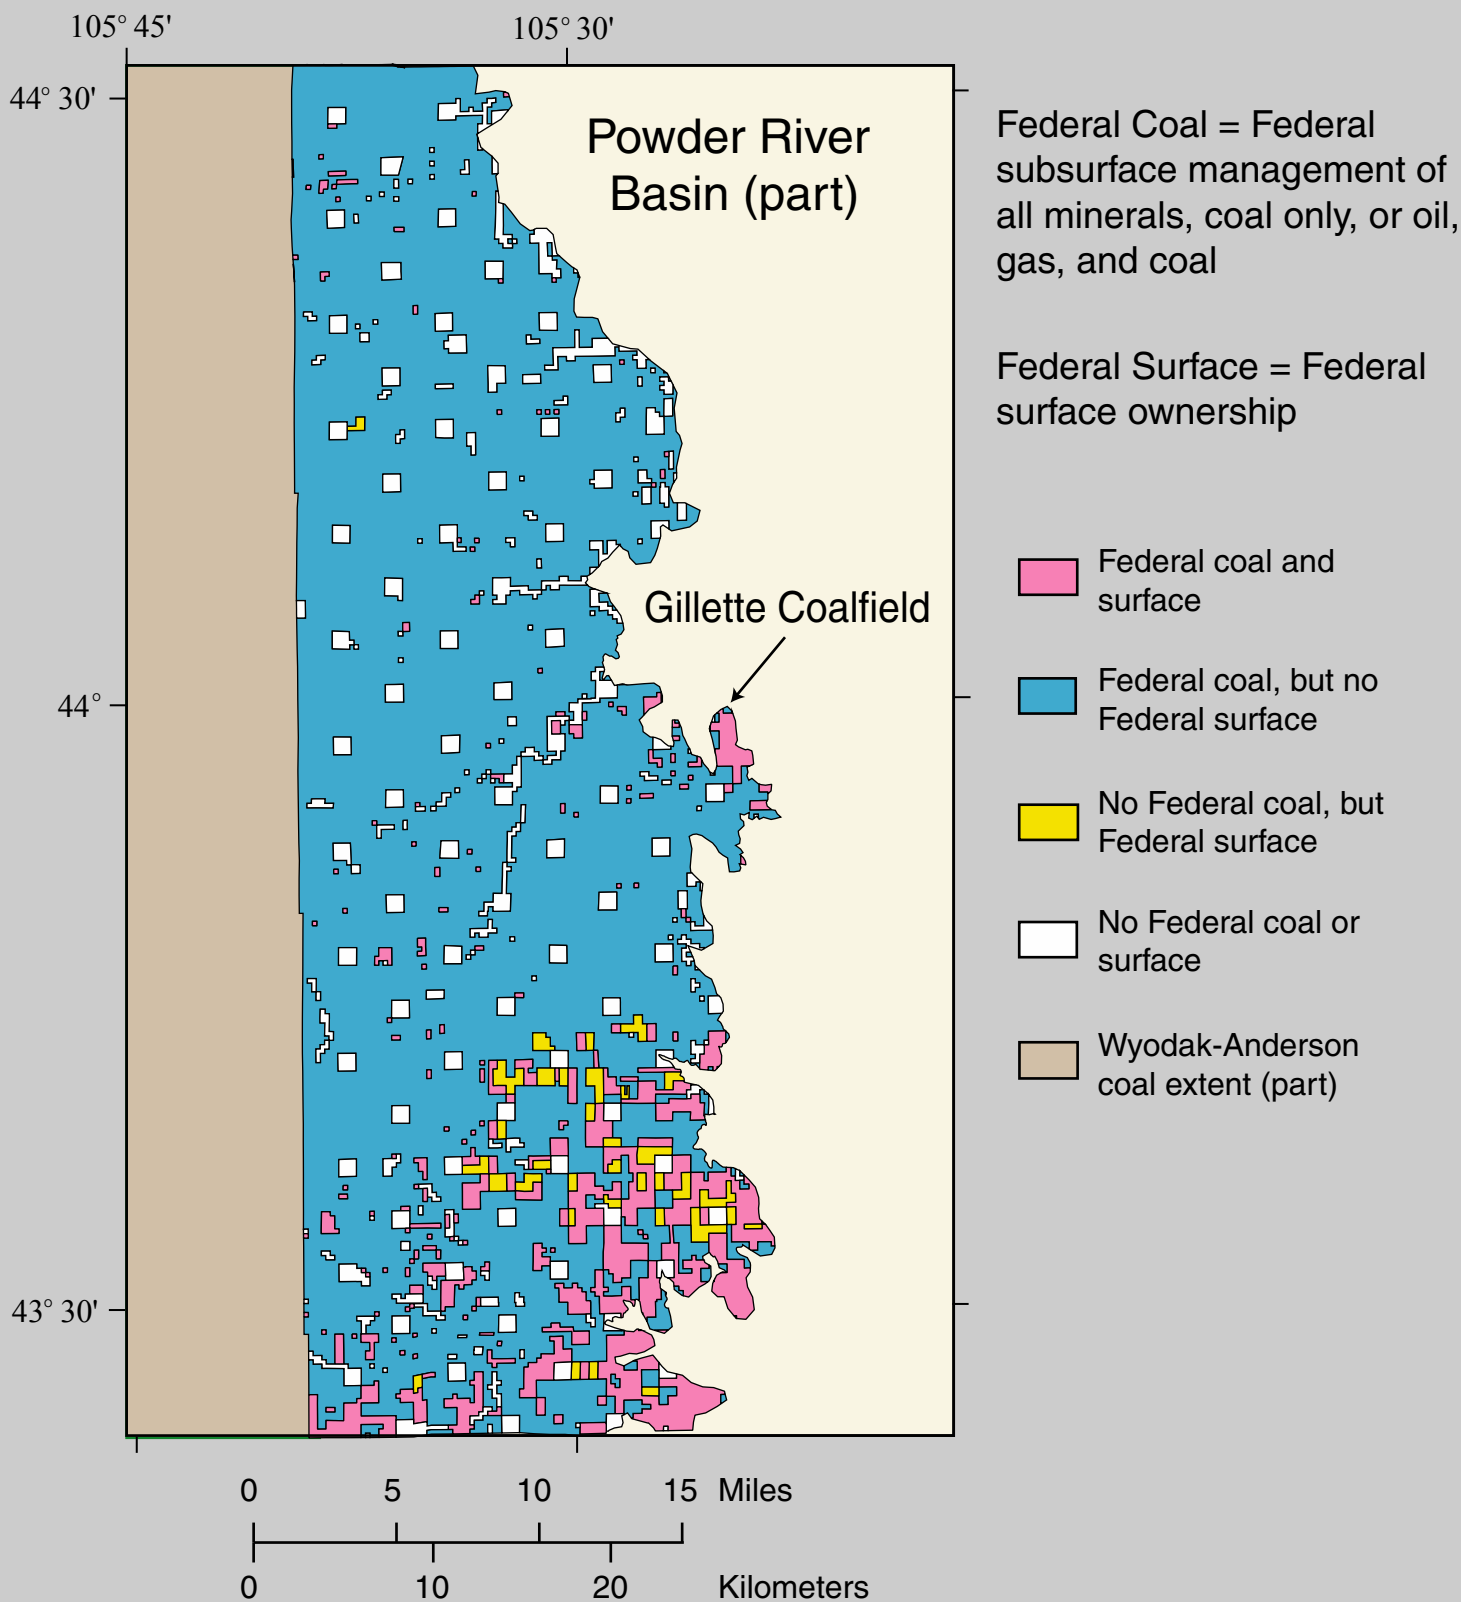 105° 45'
105° 30'
44° 30'
Powder River
Basin (part)
Federal Coal = Federal
subsurface management of
all minerals, coal only, or oil,
gas, and coal
Federal Surface = Federal
surface ownership
Gillette Coalfield
Federal coal and
surface
44°
Federal coal, but no
Federal surface
No Federal coal, but
Federal surface
No Federal coal or
surface
Wyodak-Anderson
coal extent (part)
43° 30'
0 5 10 15 Miles
0 10 20 Kilometers